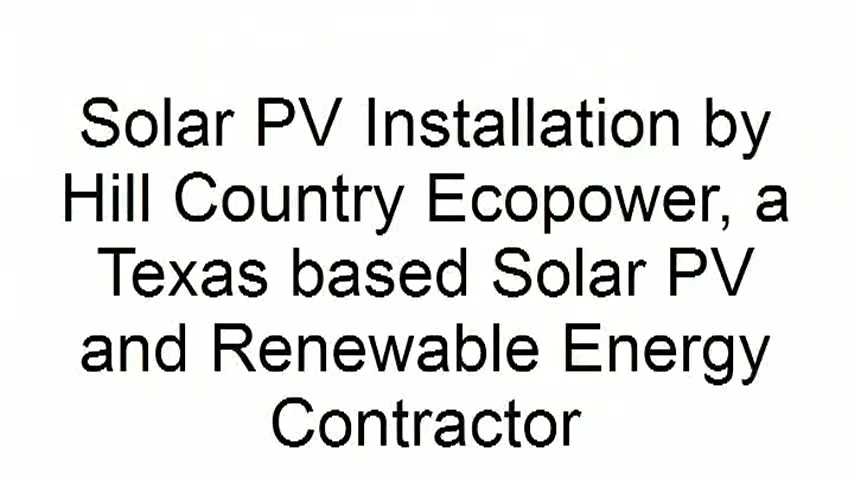 Solar PV Installation by
Hill Country Ecopower, a
Texas based Solar PV
and Renewable Energy
Contractor